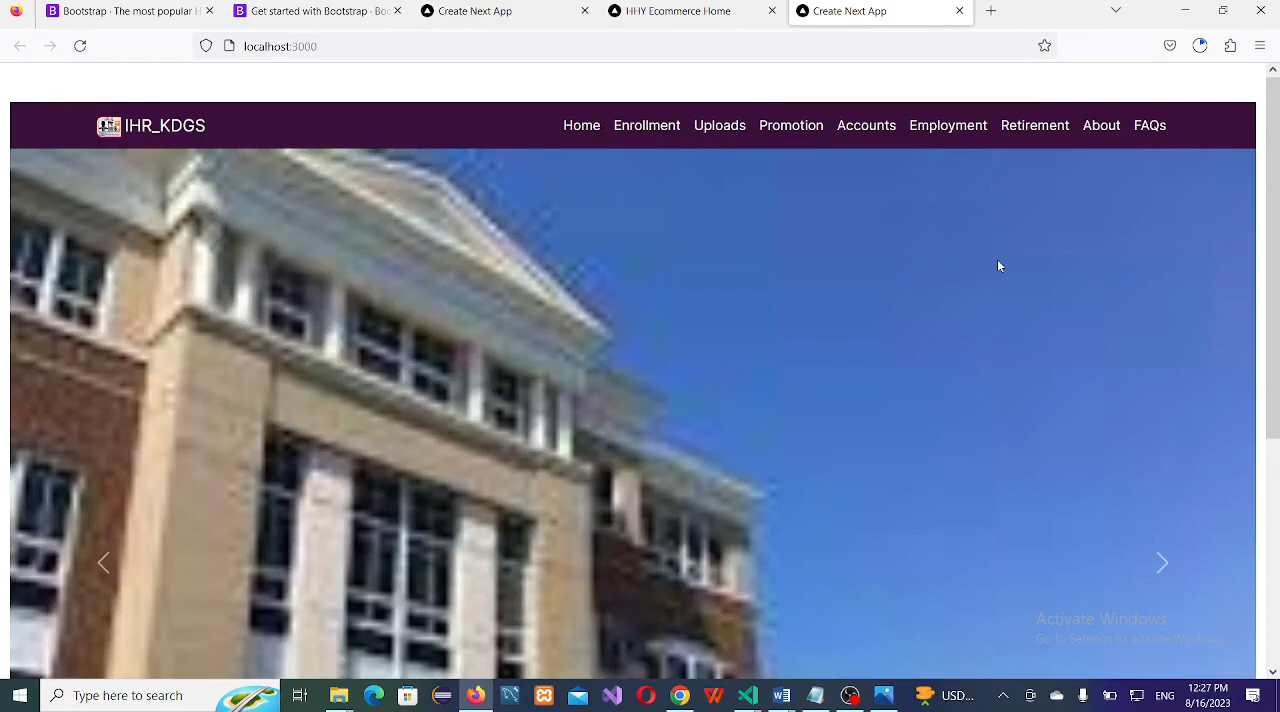 Bootstrap · The most popular H
Get started with Bootstrap · Boo
Create Next App
HHY Ecommerce Home
Create Next App
localhost:3000
IHR_KDGS
Home Enrollment Uploads Promotion Accounts Employment Retirement About FAQs
Activate Windows
Go to Settings to activate Windows.
Type here to search
USD...
ENG
12:27 PM
8/16/2023